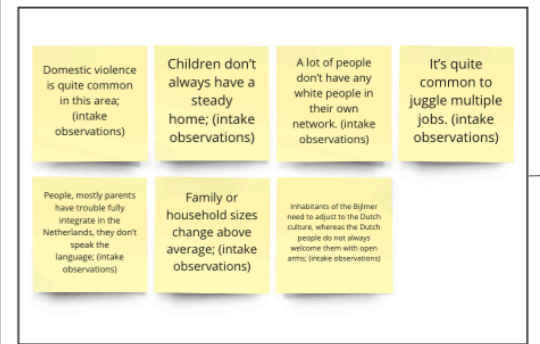 Domestic violence
is quite common
in this area;
(intake
observations)
Children don't
always have a
steady
home; (intake
observations)
A lot of people
don't have any
white people in
their own
network. (intake
observations)
It's quite
common to
juggle multiple
jobs. (intake
observations)
People, mostly parents
have trouble fully
integrate in the
Netherlands, they don't
speak the
language; (intake
observations)
Family or
household sizes
change above
average; (intake
observations)
Inhabitants of the Bijlmer
need to adjust to the Dutch
culture, whereas the Dutch
people do not always
welcome them with open
arms; (intake observations)